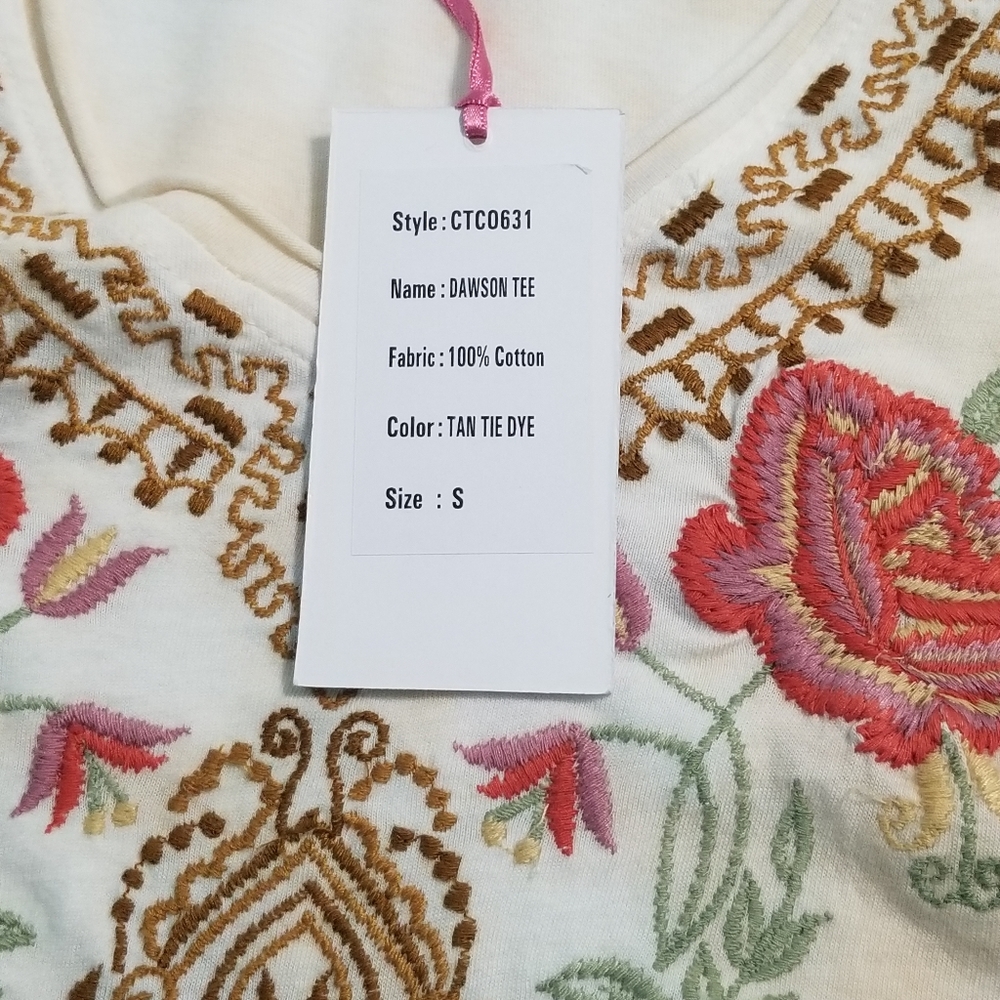 Style : CTC0631
Name : DAWSON TEE
Fabric : 100% Cotton
Color : TAN TIE DYE
Size : S